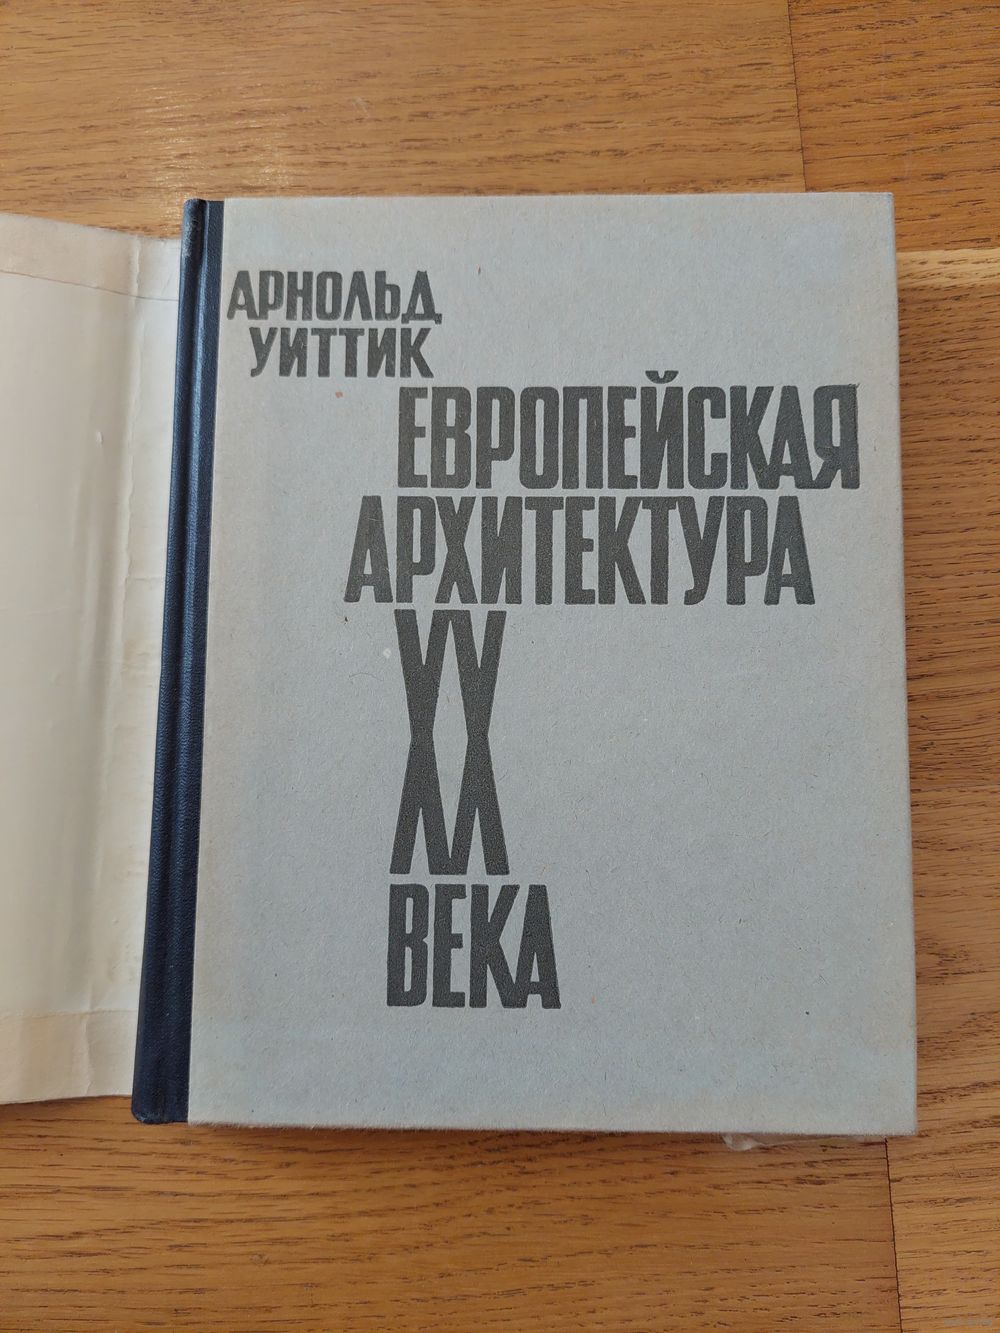 АРНОЛЬД
УИТТИК
ЕВРОПЕЙСКАЯ
АРХИТЕКТУРА
XX
ВЕКА